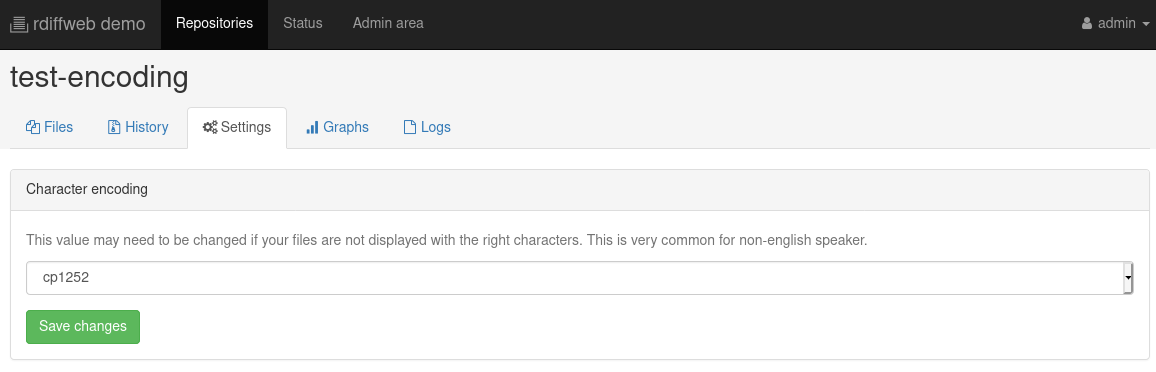 rdiffweb demo Repositories Status Admin area admin
test-encoding
Files History Settings Graphs Logs
Character encoding
This value may need to be changed if your files are not displayed with the right characters. This is very common for non-english speaker.
cp1252
Save changes